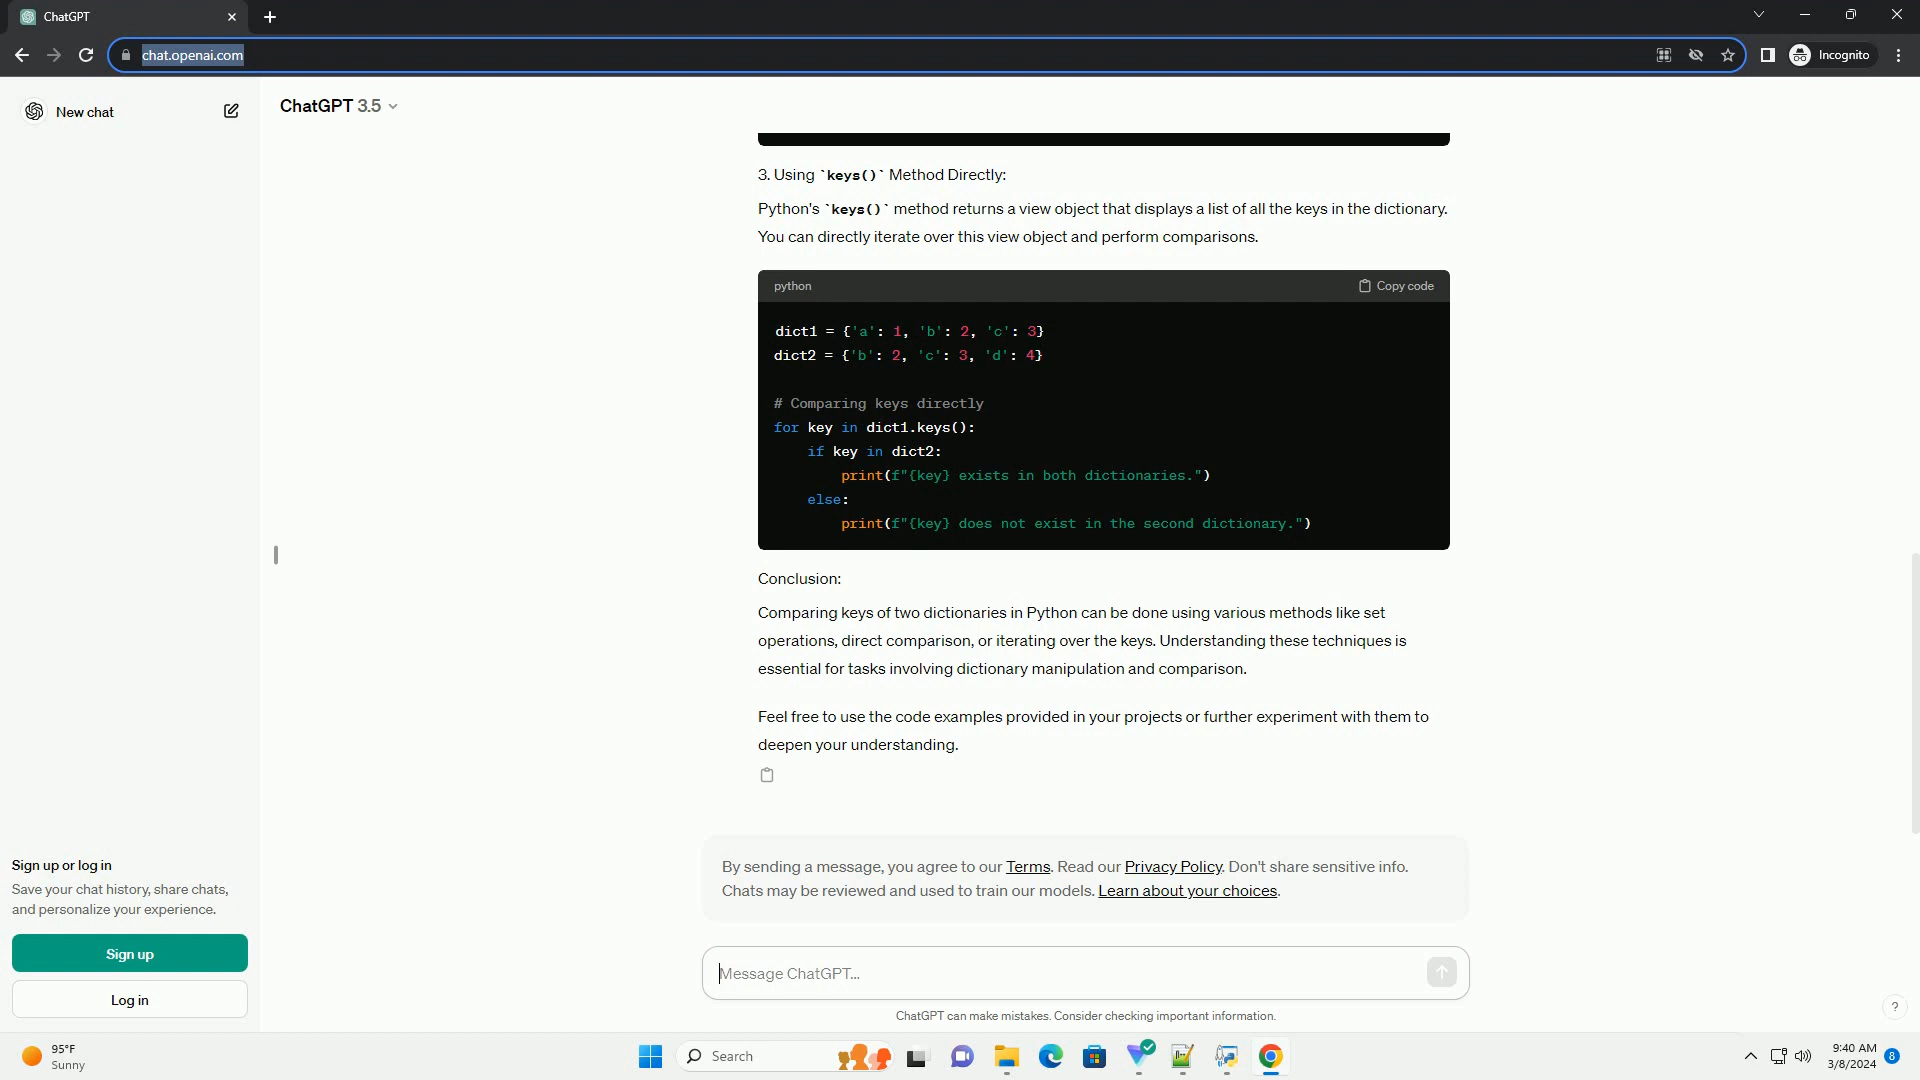 ChatGPT
chat.openai.com
Incognito
New chat
ChatGPT 3.5
3. Using `keys()` Method Directly:
Python's `keys()` method returns a view object that displays a list of all the keys in the dictionary.
You can directly iterate over this view object and perform comparisons.
python
Copy code
dict1 = {'a': 1, 'b': 2, 'c': 3}
dict2 = {'b': 2, 'c': 3, 'd': 4}
# Comparing keys directly
for key in dict1.keys():
    if key in dict2:
        print(f"{key} exists in both dictionaries.")
    else:
        print(f"{key} does not exist in the second dictionary.")
Conclusion:
Comparing keys of two dictionaries in Python can be done using various methods like set
operations, direct comparison, or iterating over the keys. Understanding these techniques is
essential for tasks involving dictionary manipulation and comparison.
Feel free to use the code examples provided in your projects or further experiment with them to
deepen your understanding.
Sign up or log in
Save your chat history, share chats,
and personalize your experience.
Sign up
Log in
By sending a message, you agree to our Terms. Read our Privacy Policy. Don't share sensitive info.
Chats may be reviewed and used to train our models. Learn about your choices.
Message ChatGPT...
ChatGPT can make mistakes. Consider checking important information.
?
95°F
Sunny
Search
9:40 AM
3/8/2024
8